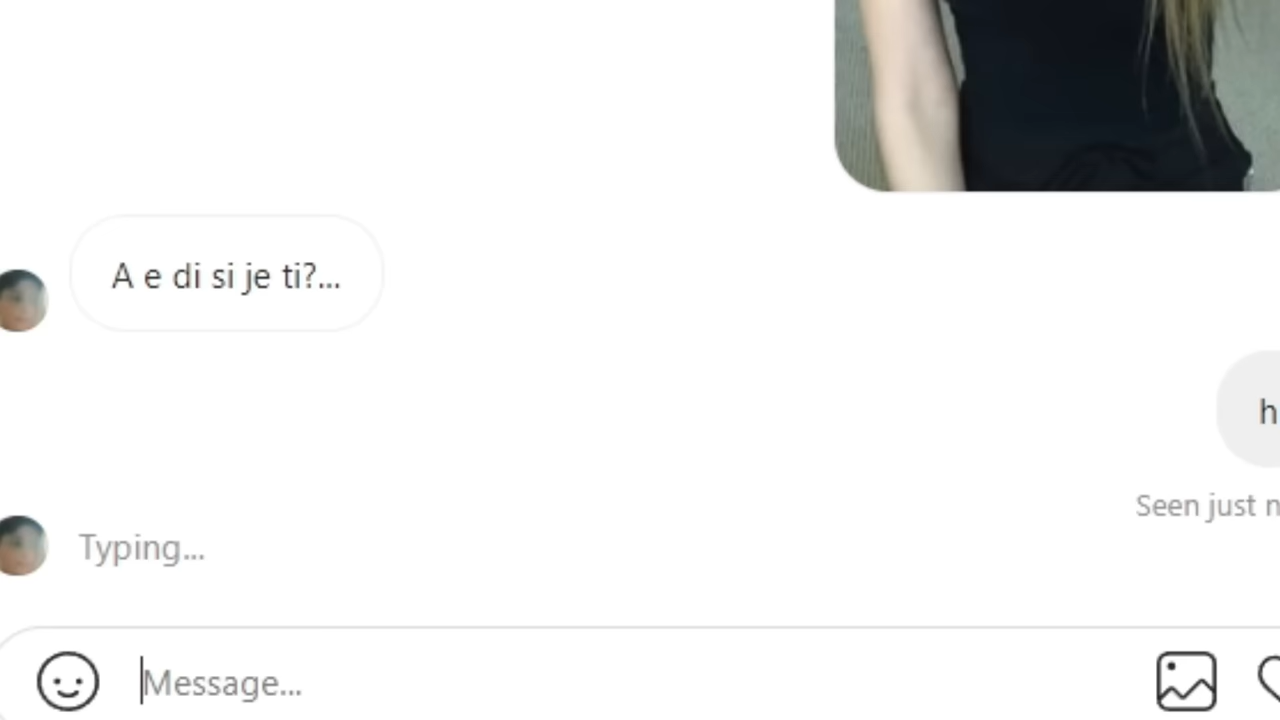 A e di si je ti?...
h
Seen just n
Typing...
Message...